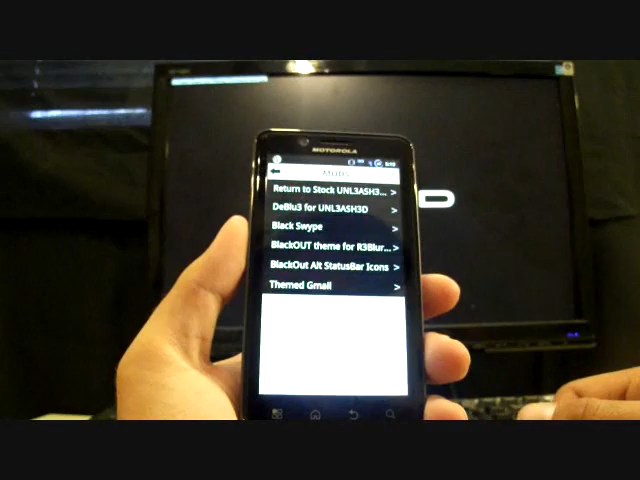 MOTOROLA
MODS
Return to Stock UNL3ASH3... >
DeBlu3 for UNL3ASH3D >
Black Swype >
BlackOUT theme for R3Blur... >
BlackOut Alt StatusBar Icons >
Themed Gmail >